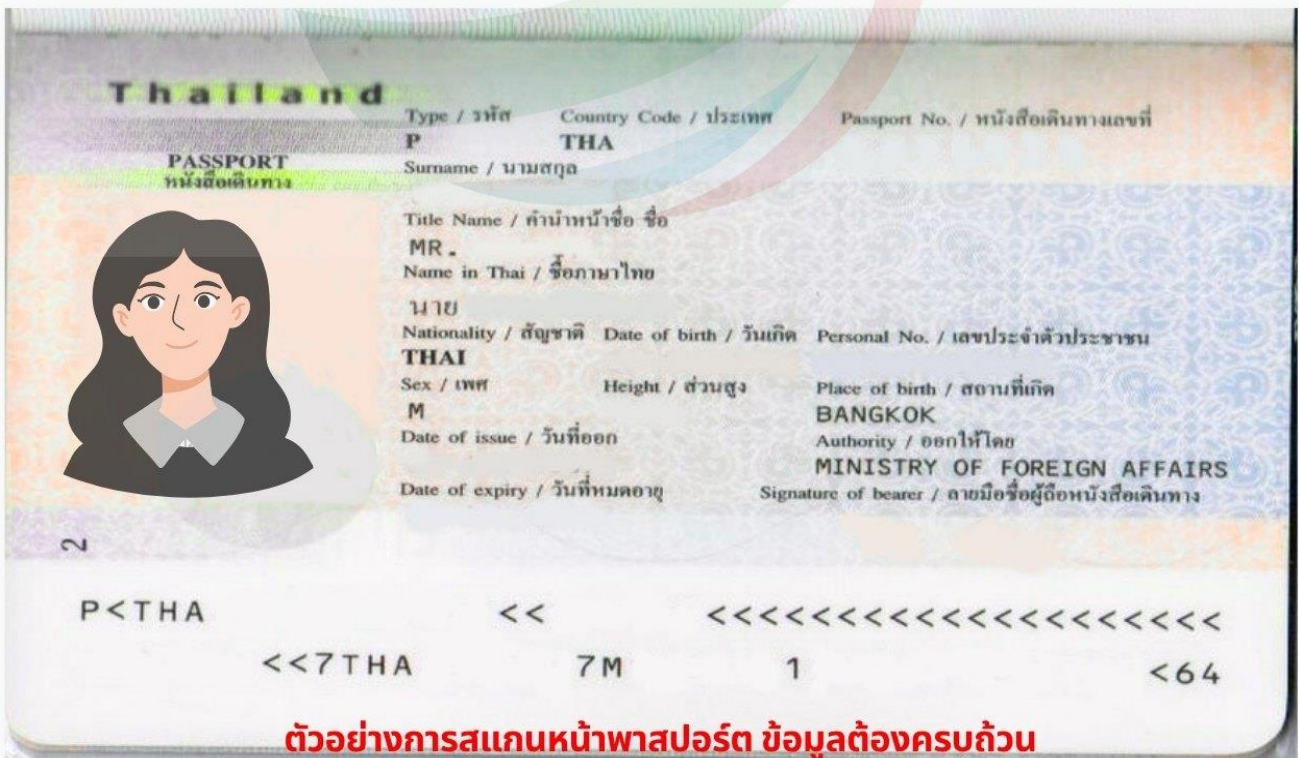 Thailand
Type / รหัส Country Code / ประเทศ Passport No. / หนังสือเดินทางเลขที่
P THA
PASSPORT
หนังสือเดินทาง
Surname / นามสกุล
Title Name / คำนำหน้าชื่อ ชื่อ
MR.
Name in Thai / ชื่อภาษาไทย
นาย
Nationality / สัญชาติ Date of birth / วันเกิด Personal No. / เลขประจำตัวประชาชน
THAI
Sex / เพศ Height / ส่วนสูง Place of birth / สถานที่เกิด
M BANGKOK
Date of issue / วันที่ออก Authority / ออกให้โดย
MINISTRY OF FOREIGN AFFAIRS
Date of expiry / วันที่หมดอายุ Signature of bearer / ลายมือชื่อผู้ถือหนังสือเดินทาง
2
P<THA << <<<<<<<<<<<<<<<<<<<<
<<7THA 7M 1 <64
ตัวอย่างการสแกนหน้าพาสปอร์ต ข้อมูลต้องครบถ้วน